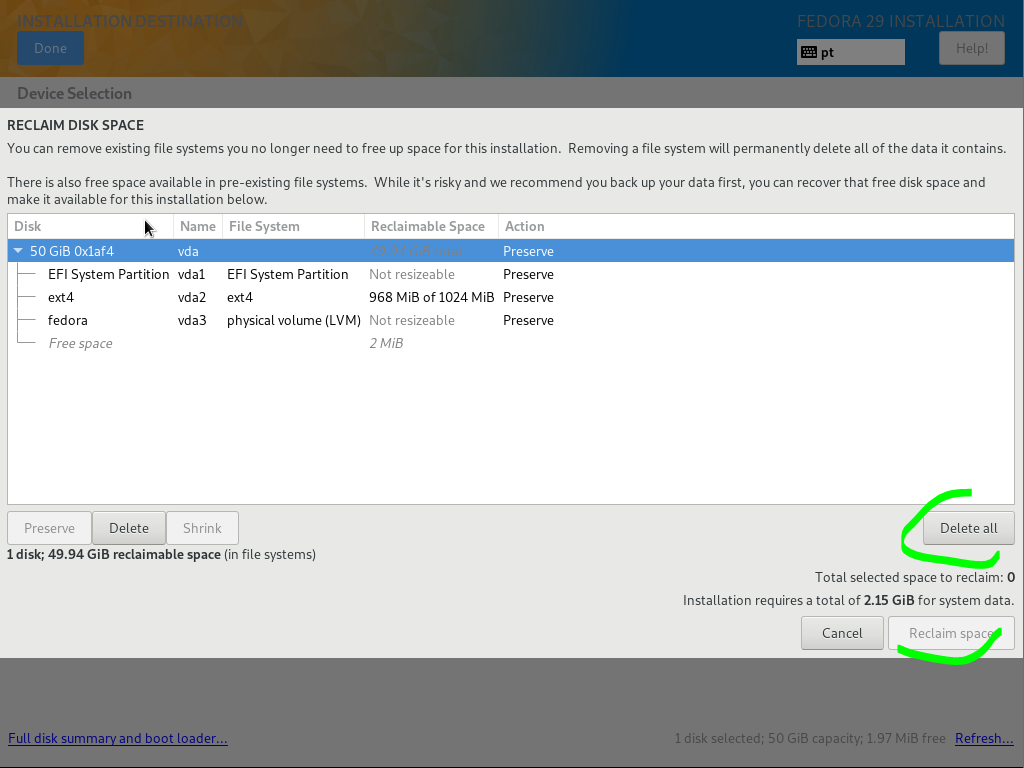 INSTALLATION DESTINATION
FEDORA 29 INSTALLATION
Done
pt
Help!
Device Selection
RECLAIM DISK SPACE
You can remove existing file systems you no longer need to free up space for this installation. Removing a file system will permanently delete all of the data it contains.
There is also free space available in pre-existing file systems. While it's risky and we recommend you back up your data first, you can recover that free disk space and
make it available for this installation below.
Disk Name File System Reclaimable Space Action
50 GiB 0x1af4 vda Preserve
EFI System Partition vda1 EFI System Partition Not resizeable Preserve
ext4 vda2 ext4 968 MiB of 1024 MiB Preserve
fedora vda3 physical volume (LVM) Not resizeable Preserve
Free space 2 MiB
Preserve Delete Shrink Delete all
1 disk; 49.94 GiB reclaimable space (in file systems)
Total selected space to reclaim: 0
Installation requires a total of 2.15 GiB for system data.
Cancel Reclaim space
Full disk summary and boot loader... 1 disk selected; 50 GiB capacity; 1.97 MiB free Refresh...